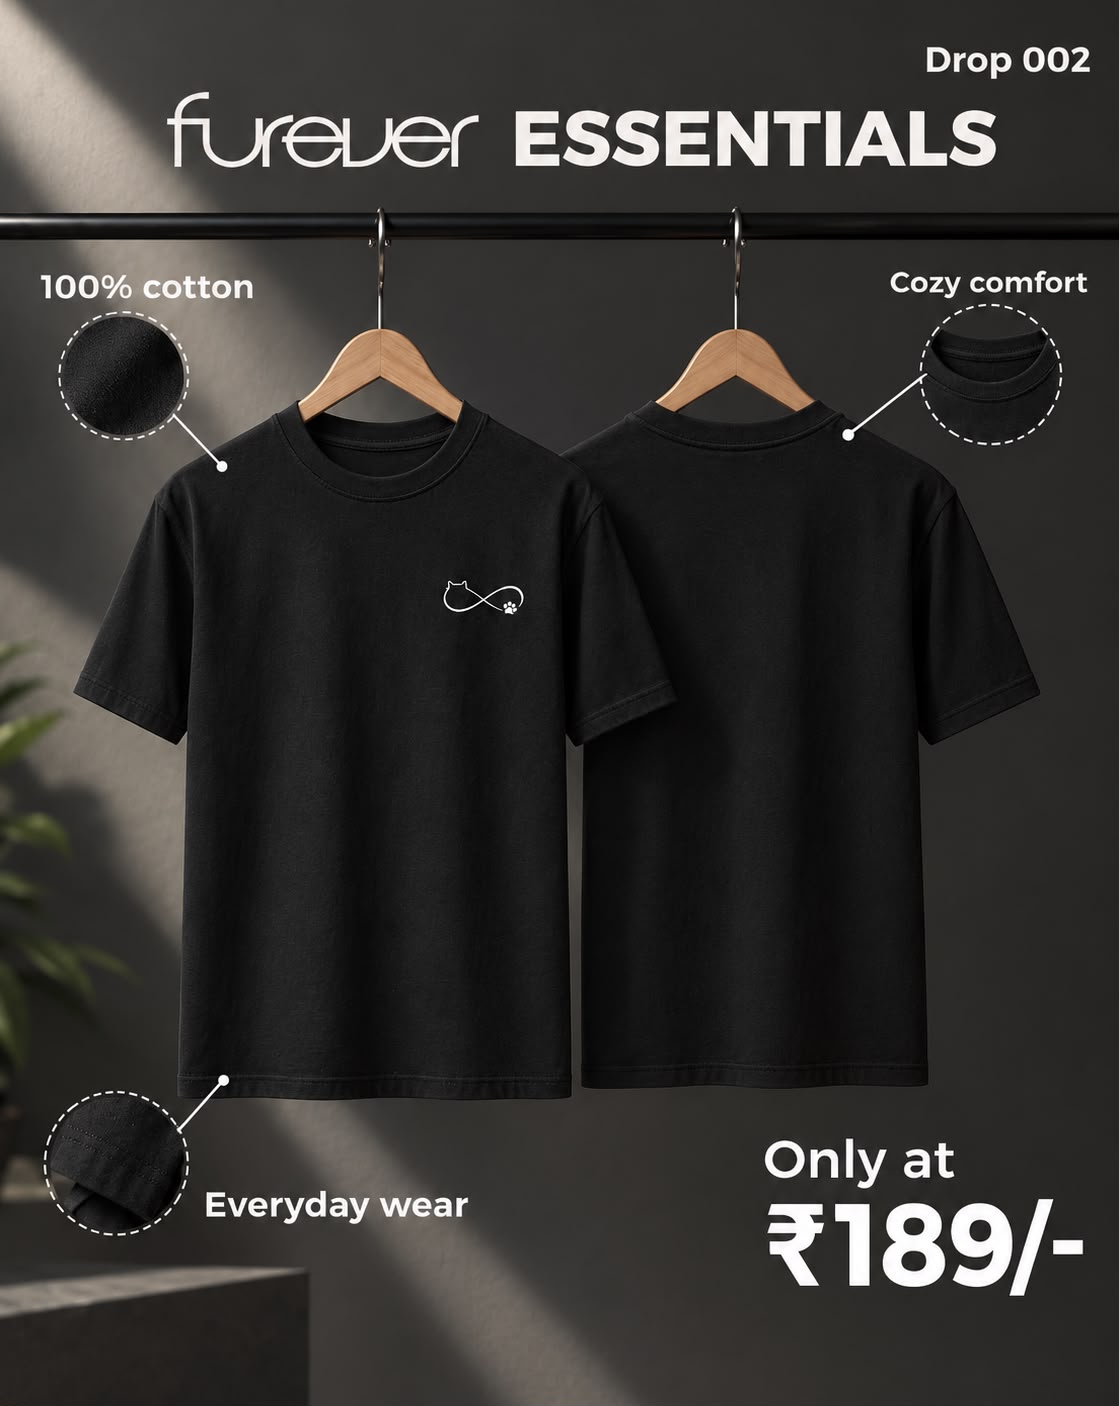 Drop 002
furever ESSENTIALS
100% cotton
Cozy comfort
Everyday wear
Only at
₹189/-